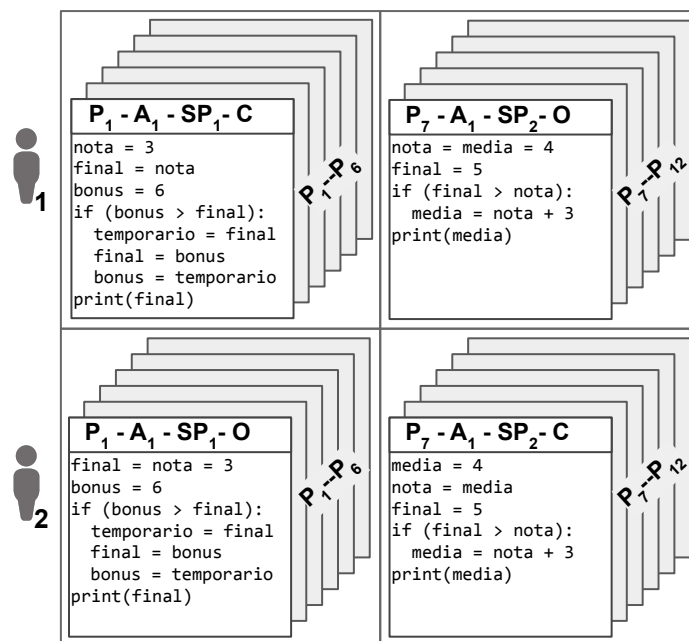 P1 - A1 - SP1 - C
nota = 3
final = nota
bonus = 6
if (bonus > final):
  temporario = final
  final = bonus
  bonus = temporario
print(final)
P1--P6
P7 - A1 - SP2 - O
nota = media = 4
final = 5
if (final > nota):
  media = nota + 3
print(media)
P7--P12
1
P1 - A1 - SP1 - O
final = nota = 3
bonus = 6
if (bonus > final):
  temporario = final
  final = bonus
  bonus = temporario
print(final)
P1--P6
P7 - A1 - SP2 - C
media = 4
nota = media
final = 5
if (final > nota):
  media = nota + 3
print(media)
P7--P12
2